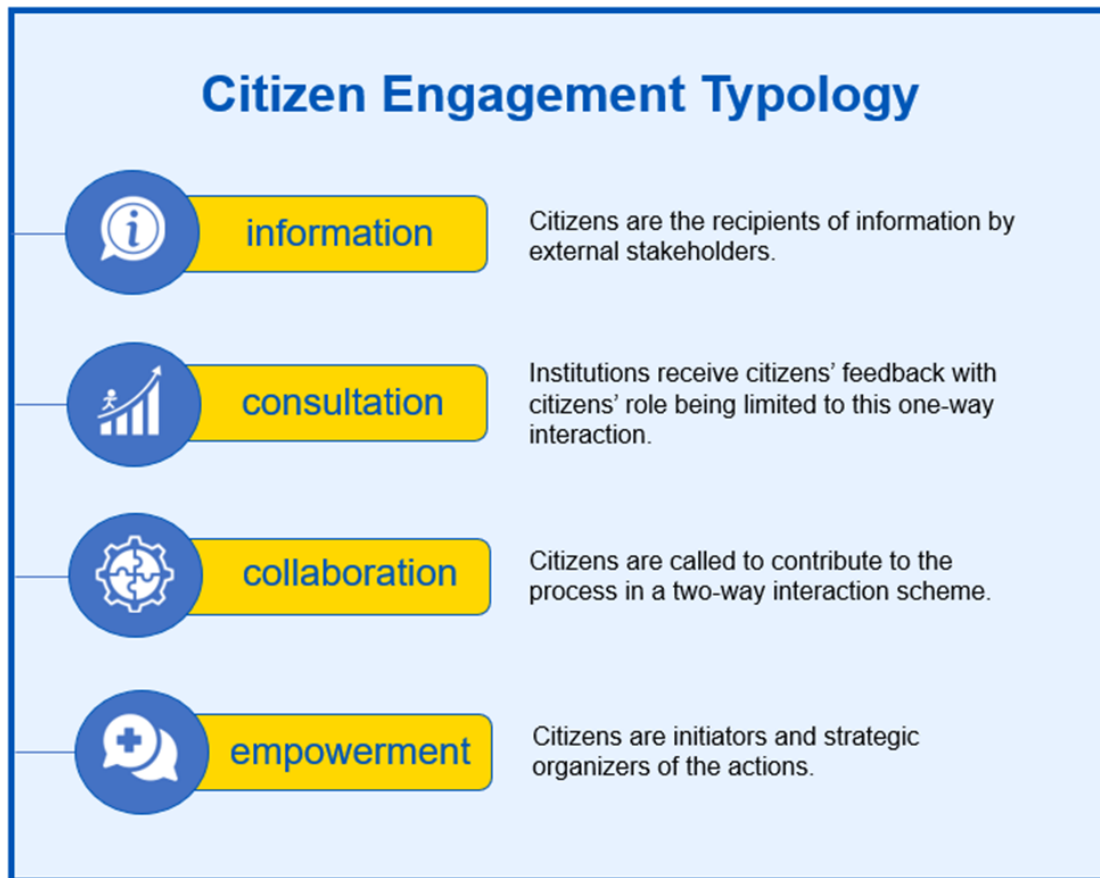 Citizen Engagement Typology
information
Citizens are the recipients of information by
external stakeholders.
consultation
Institutions receive citizens’ feedback with
citizens’ role being limited to this one-way
interaction.
collaboration
Citizens are called to contribute to the
process in a two-way interaction scheme.
empowerment
Citizens are initiators and strategic
organizers of the actions.